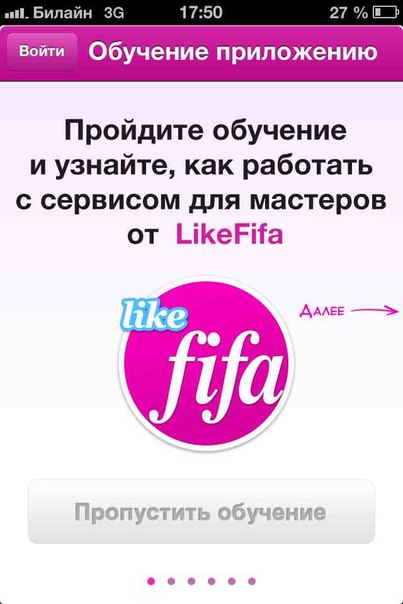 Билайн 3G 17:50 27 %
Войти Обучение приложению
Пройдите обучение
и узнайте, как работать
с сервисом для мастеров
от LikeFifa
like
fifa
Далее
Пропустить обучение